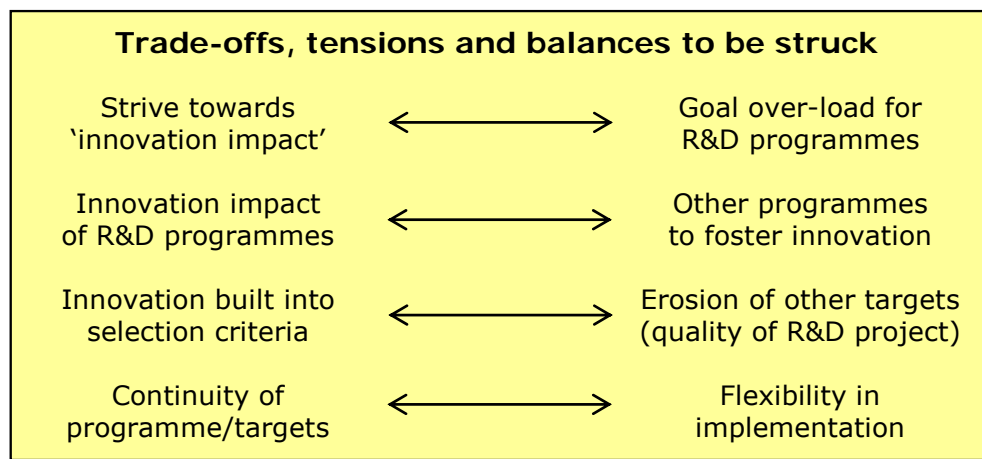 Trade-offs, tensions and balances to be struck
Strive towards
‘innovation impact’
Goal over-load for
R&D programmes
Innovation impact
of R&D programmes
Other programmes
to foster innovation
Innovation built into
selection criteria
Erosion of other targets
(quality of R&D project)
Continuity of
programme/targets
Flexibility in
implementation